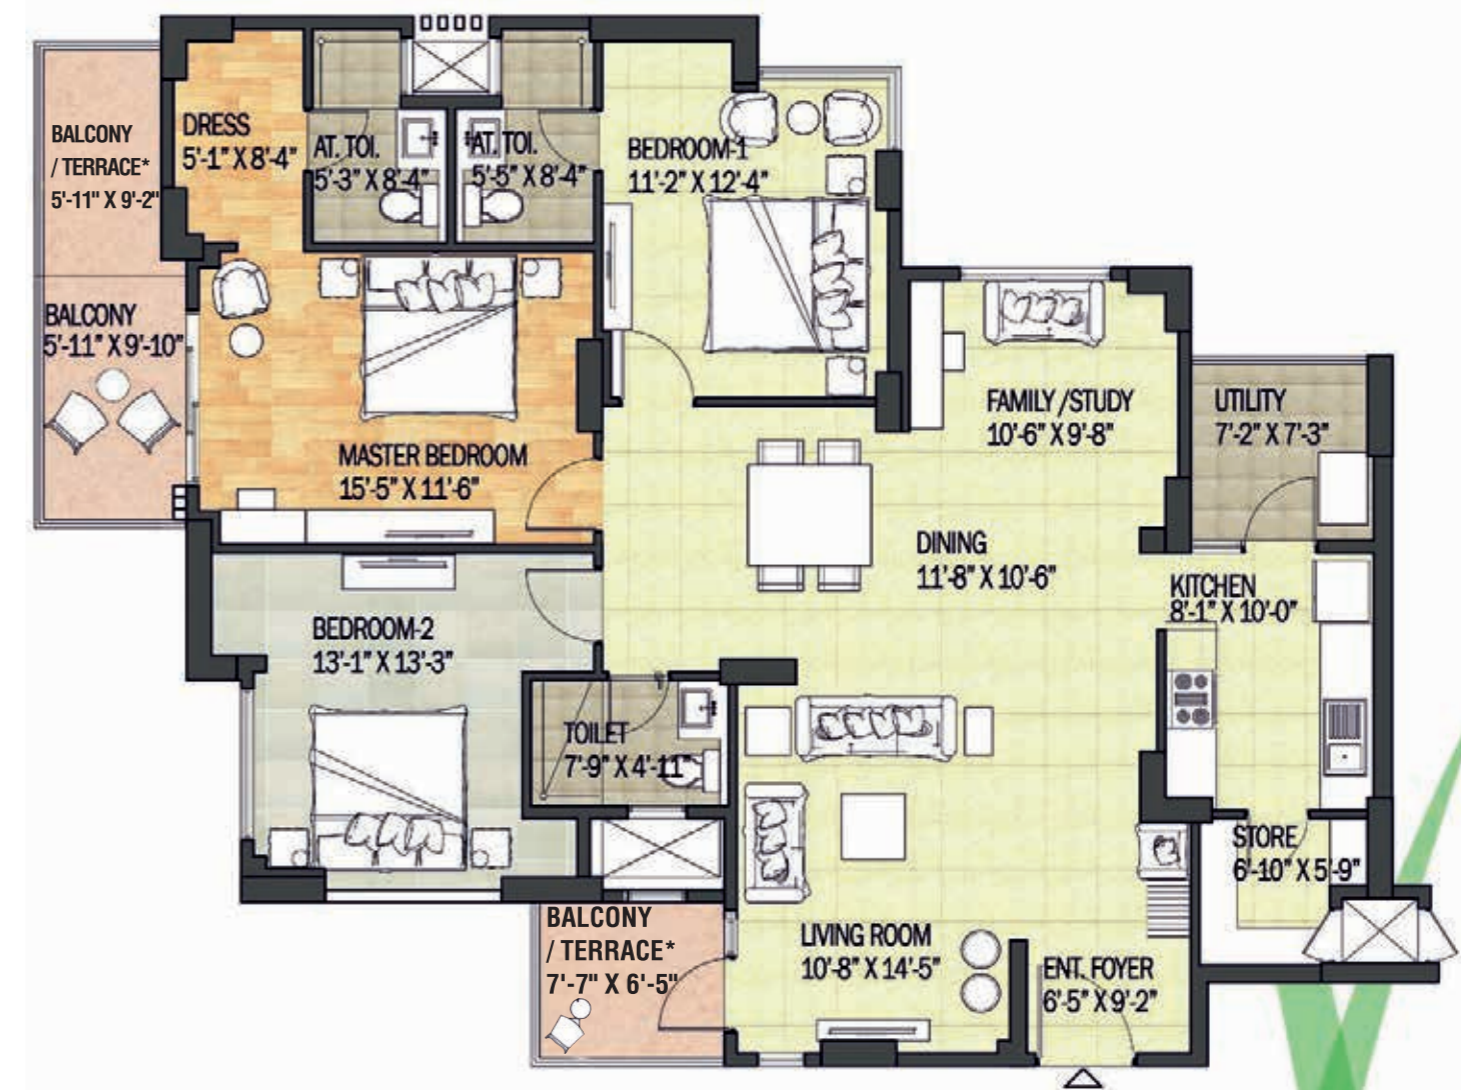 BALCONY
/ TERRACE*
5'-11" X 9'-2"
DRESS
5'-1" X 8'-4"
AT. TOI.
5'-3" X 8'-4"
AT. TOI.
5'-5" X 8'-4"
BEDROOM-1
11'-2" X 12'-4"
BALCONY
5'-11" X 9'-10"
MASTER BEDROOM
15'-5" X 11'-6"
FAMILY /STUDY
10'-6" X 9'-8"
UTILITY
7'-2" X 7'-3"
DINING
11'-8" X 10'-6"
KITCHEN
8'-1" X 10'-0"
BEDROOM-2
13'-1" X 13'-3"
TOILET
7'-9" X 4'-11"
STORE
6'-10" X 5'-9"
BALCONY
/ TERRACE*
7'-7" X 6'-5"
LIVING ROOM
10'-8" X 14'-5"
ENT. FOYER
6'-5" X 9'-2"